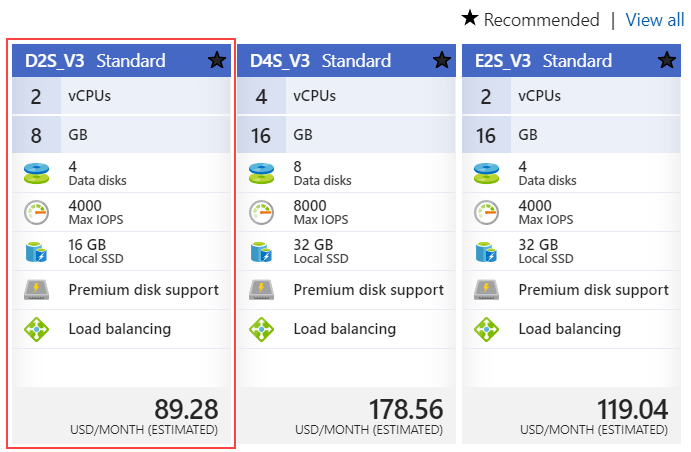 ★ Recommended | View all
D2S_V3 Standard ★
2 vCPUs
8 GB
4
Data disks
4000
Max IOPS
16 GB
Local SSD
Premium disk support
Load balancing
89.28
USD/MONTH (ESTIMATED)
D4S_V3 Standard ★
4 vCPUs
16 GB
8
Data disks
8000
Max IOPS
32 GB
Local SSD
Premium disk support
Load balancing
178.56
USD/MONTH (ESTIMATED)
E2S_V3 Standard ★
2 vCPUs
16 GB
4
Data disks
4000
Max IOPS
32 GB
Local SSD
Premium disk support
Load balancing
119.04
USD/MONTH (ESTIMATED)